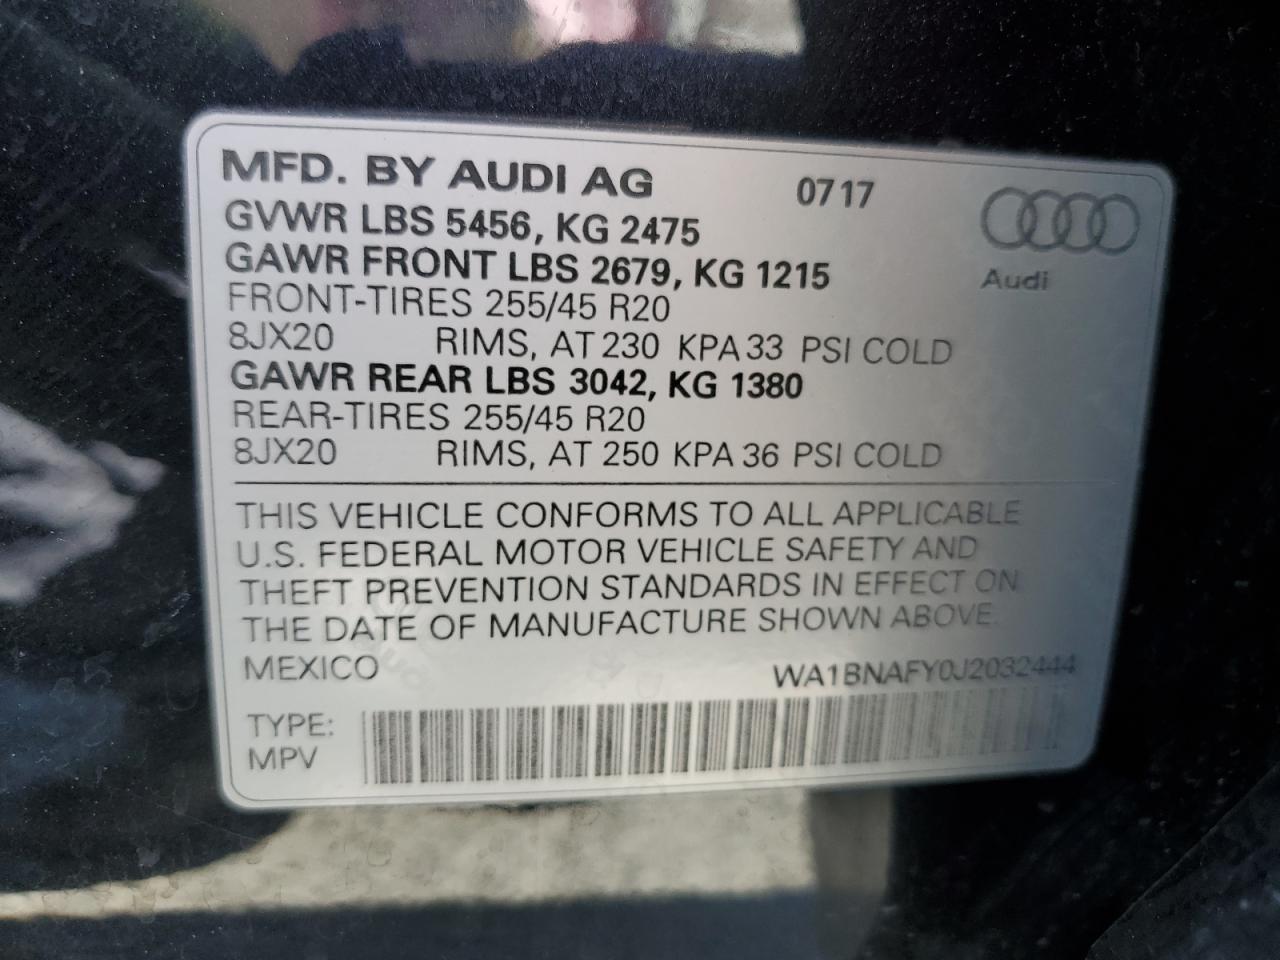 MFD. BY AUDI AG 0717
GVWR LBS 5456, KG 2475
GAWR FRONT LBS 2679, KG 1215
Audi
FRONT-TIRES 255/45 R20
8JX20 RIMS, AT 230 KPA 33 PSI COLD
GAWR REAR LBS 3042, KG 1380
REAR-TIRES 255/45 R20
8JX20 RIMS, AT 250 KPA 36 PSI COLD
THIS VEHICLE CONFORMS TO ALL APPLICABLE
U.S. FEDERAL MOTOR VEHICLE SAFETY AND
THEFT PREVENTION STANDARDS IN EFFECT ON
THE DATE OF MANUFACTURE SHOWN ABOVE.
MEXICO WA1BNAFY0J2032444
TYPE:
MPV